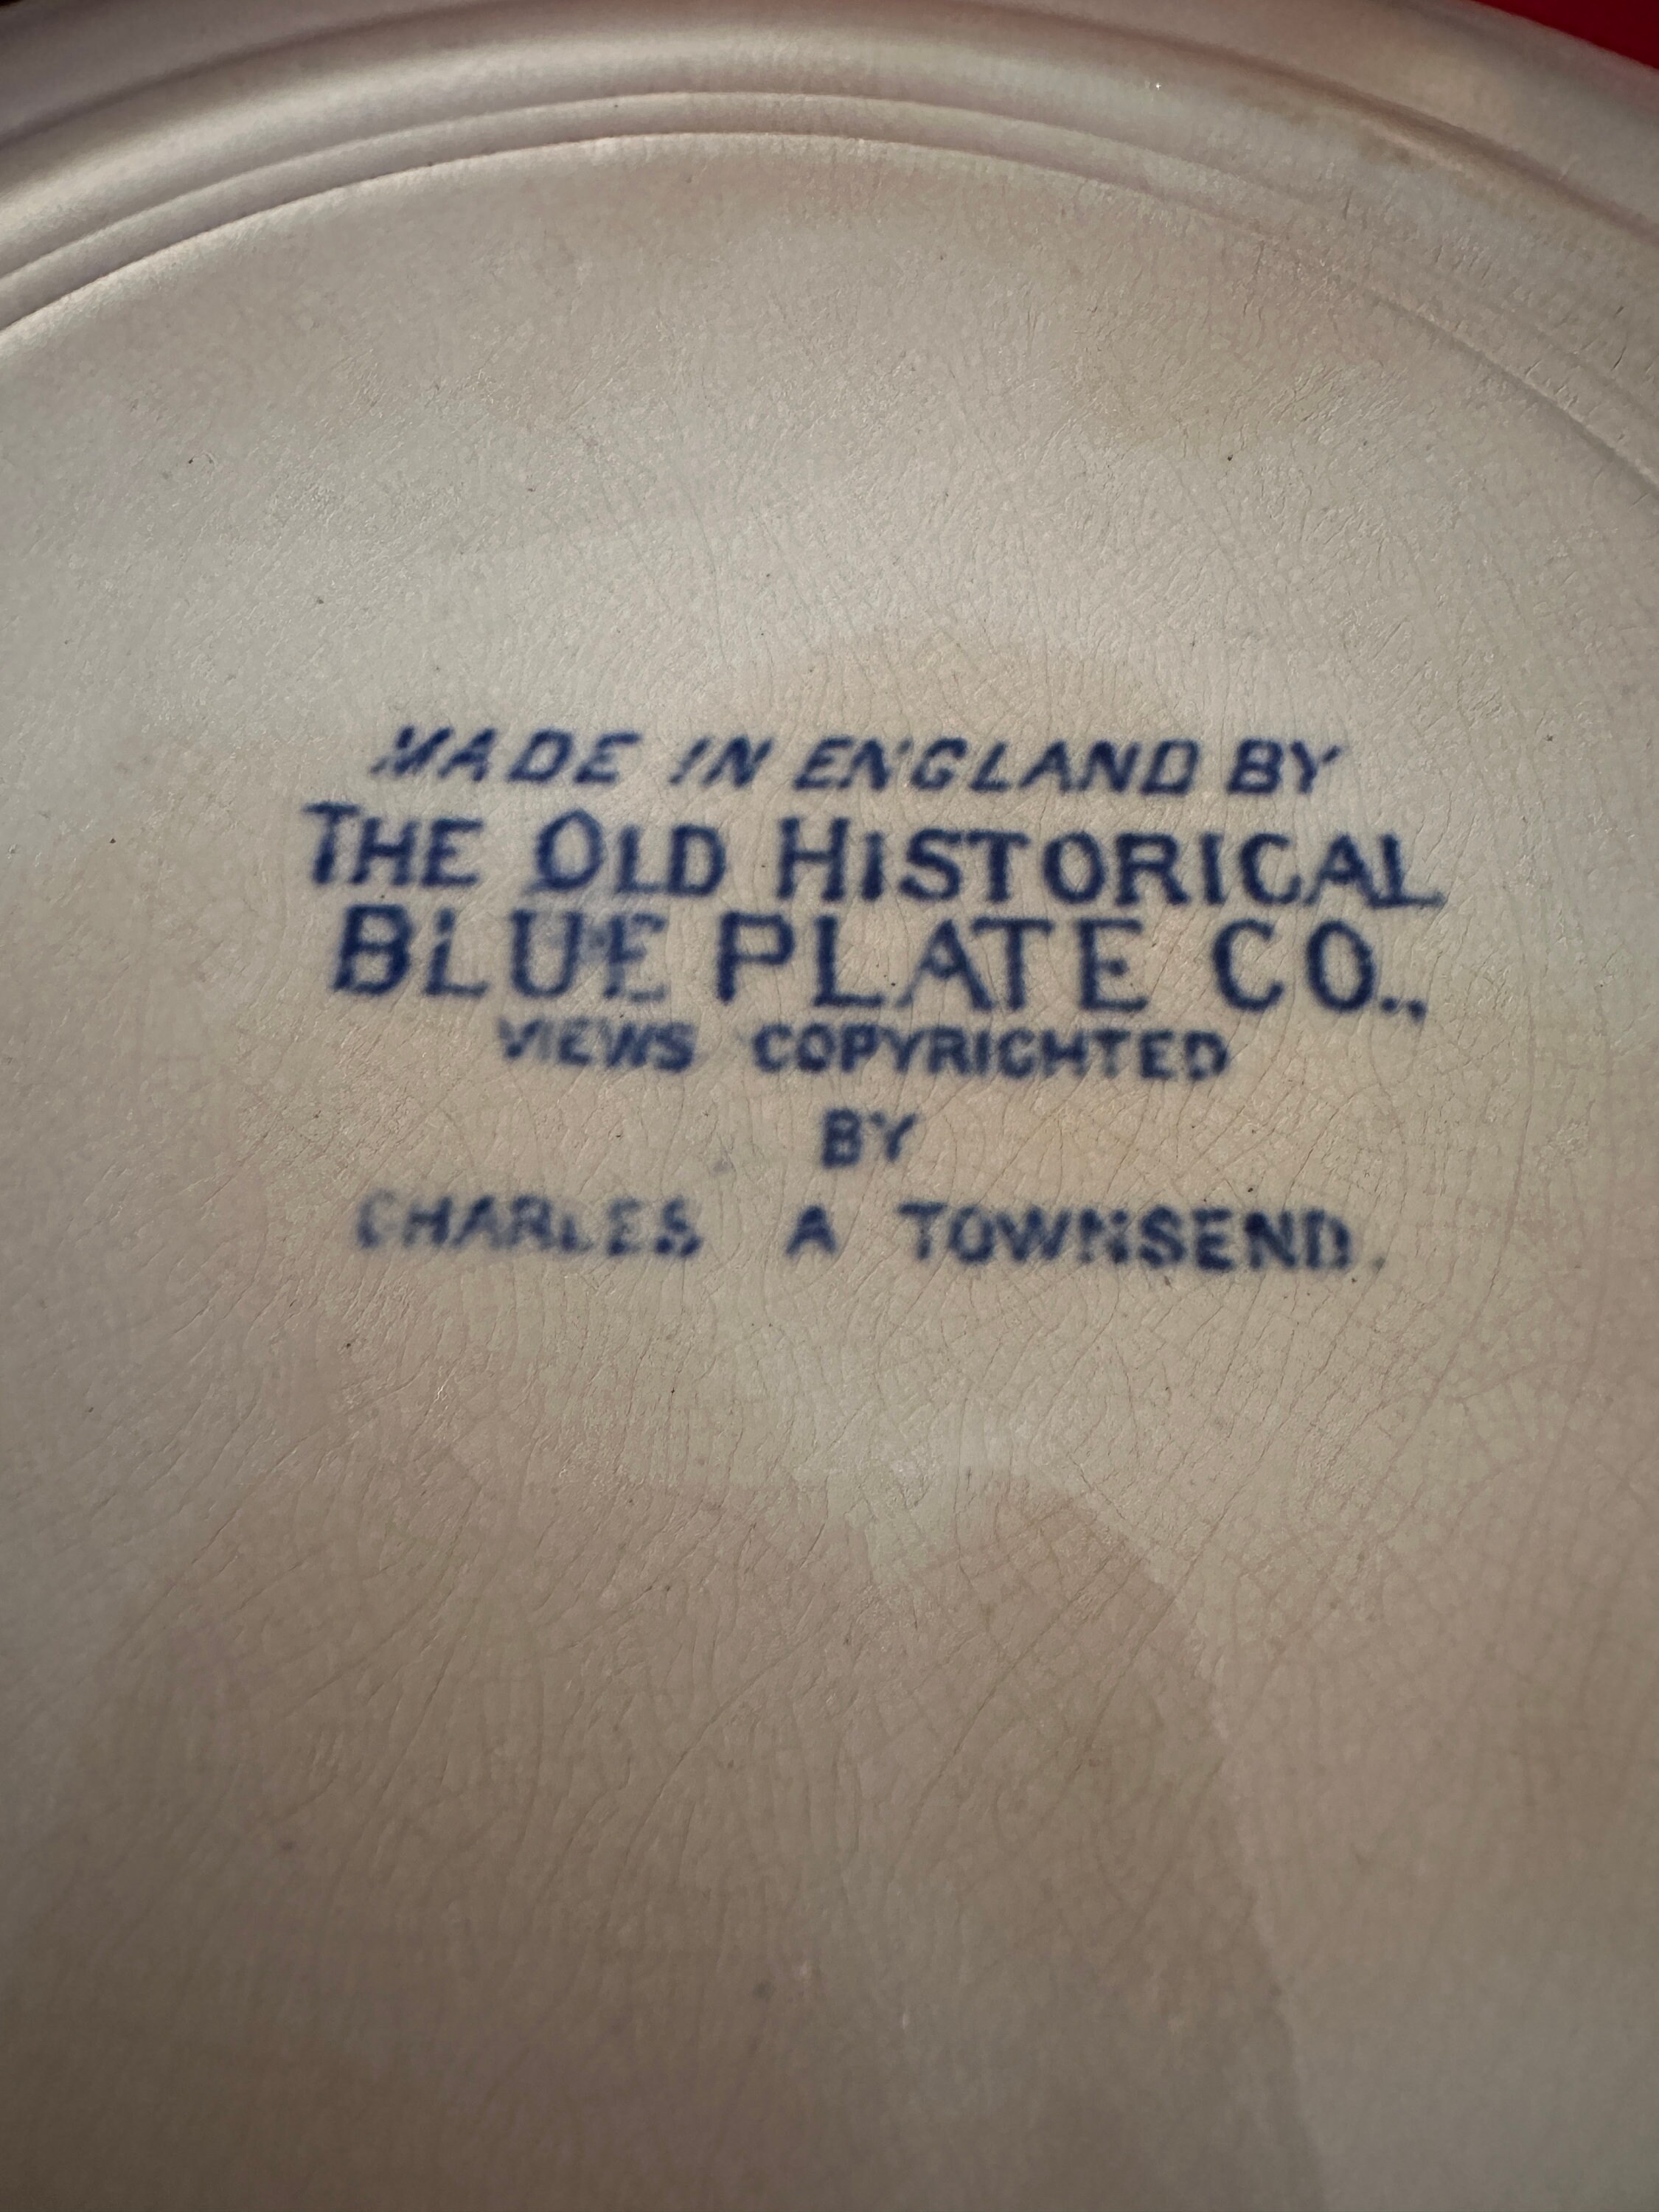 MADE IN ENGLAND BY
THE OLD HISTORICAL
BLUE PLATE CO.,
VIEWS COPYRIGHTED
BY
CHARLES A TOWNSEND.